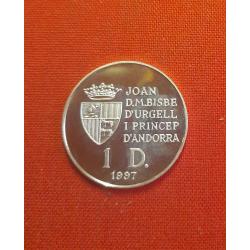 JOAN
D.M.BISBE
D'URGELL
I PRINCEP
D'ANDORRA
1 D.
1997